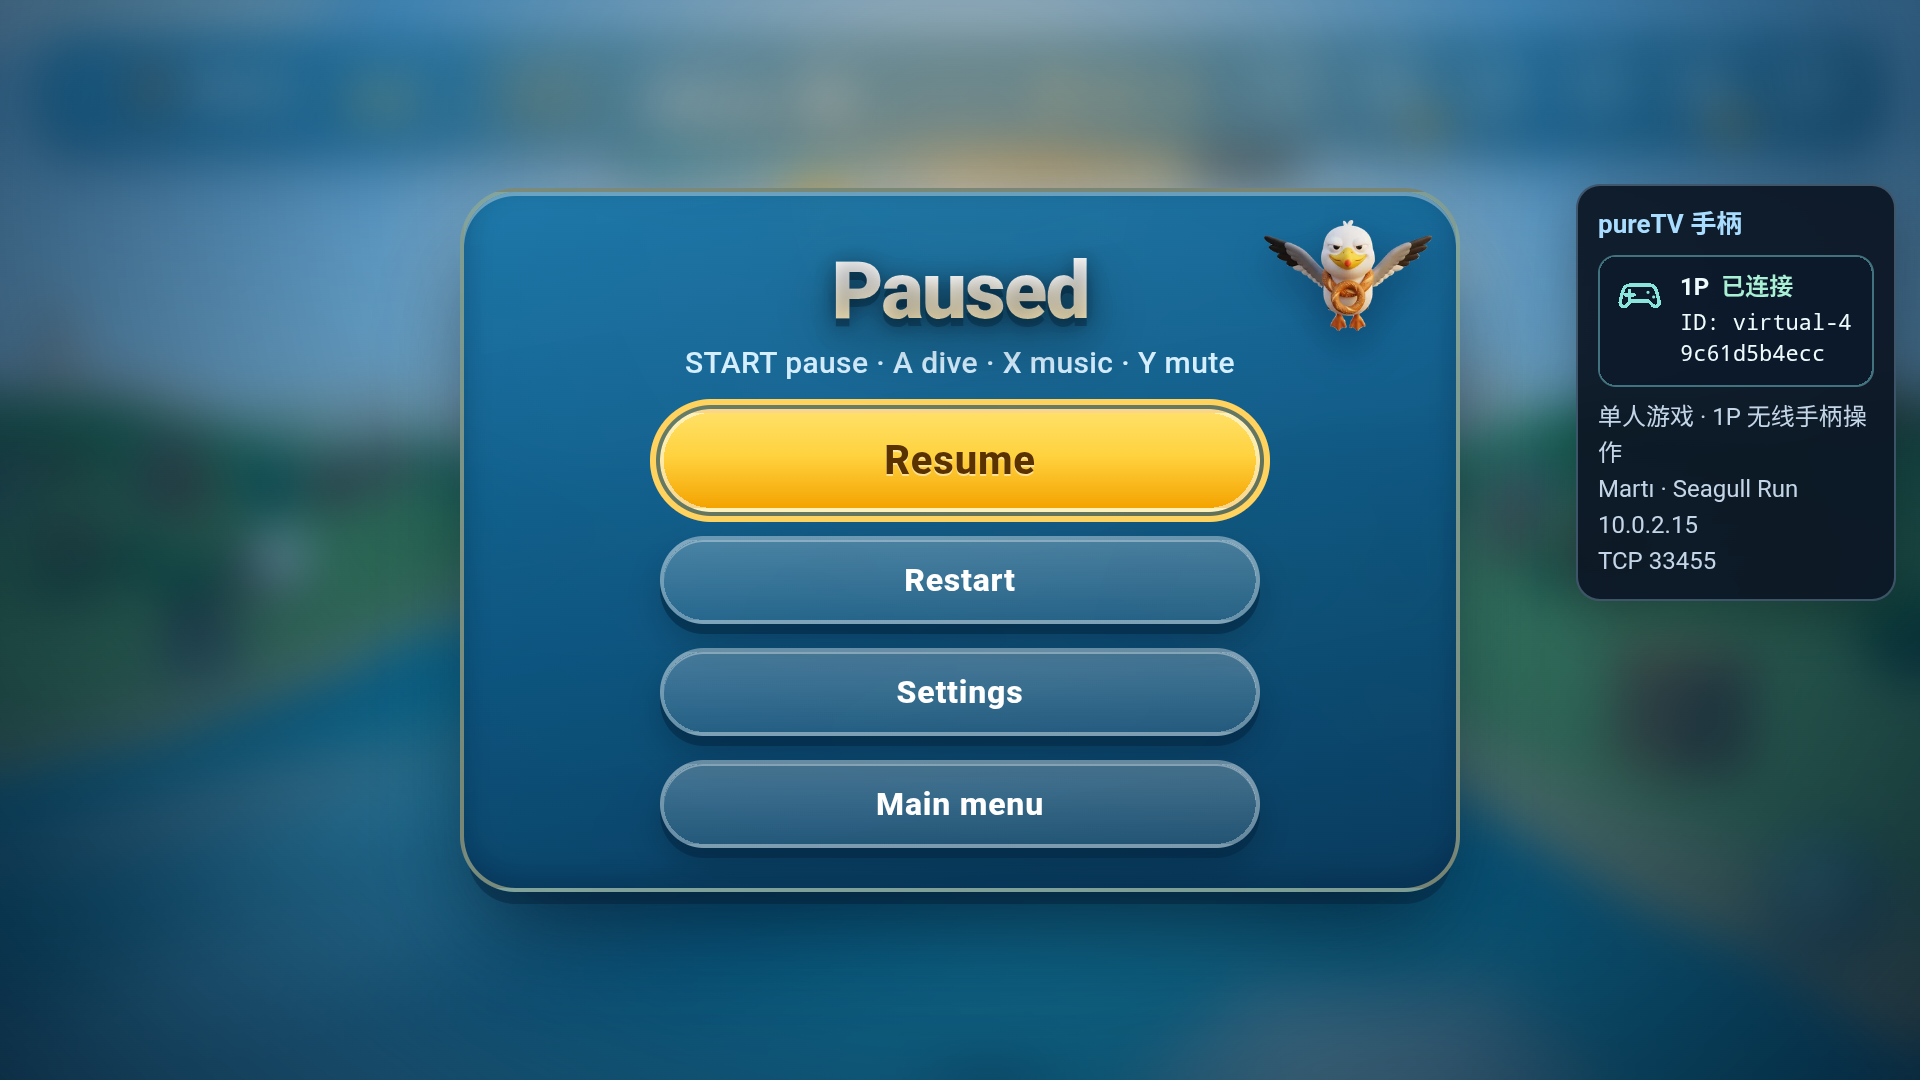 Paused
START pause · A dive · X music · Y mute
Resume
Restart
Settings
Main menu
pureTV 手柄
1P 已连接
ID: virtual-4
9c61d5b4ecc
单人游戏 · 1P 无线手柄操
作
Martı · Seagull Run
10.0.2.15
TCP 33455